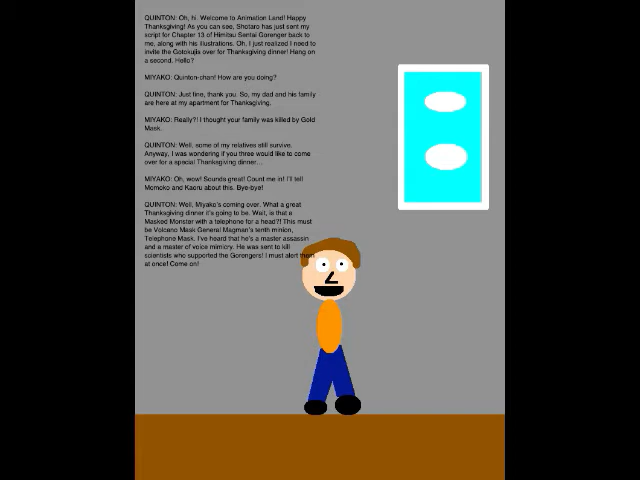 QUINTON: Oh, hi. Welcome to Animation Land! Happy
Thanksgiving! As you can see, Shotaro has just sent my
script for Chapter 13 of Himitsu Sentai Gorenger back to
me, along with his illustrations. Oh, I just realized I need to
invite the Gotokujis over for Thanksgiving dinner! Hang on
a second. Hello?
MIYAKO: Quinton-chan! How are you doing?
QUINTON: Just fine, thank you. So, my dad and his family
are here at my apartment for Thanksgiving.
MIYAKO: Really?! I thought your family was killed by Gold
Mask.
QUINTON: Well, some of my relatives still survive.
Anyway, I was wondering if you three would like to come
over for a special Thanksgiving dinner...
MIYAKO: Oh, wow! Sounds great! Count me in! I'll tell
Momoko and Kaoru about this. Bye-bye!
QUINTON: Well, Miyako's coming over. What a great
Thanksgiving dinner it's going to be. Wait, is that a
Masked Monster with a telephone for a head?! This must
be Volcano Mask General Magman's tenth minion,
Telephone Mask. I've heard that he's a master assassin
and a master of voice mimicry. He was sent to kill
scientists who supported the Gorengers! I must alert them
at once! Come on!